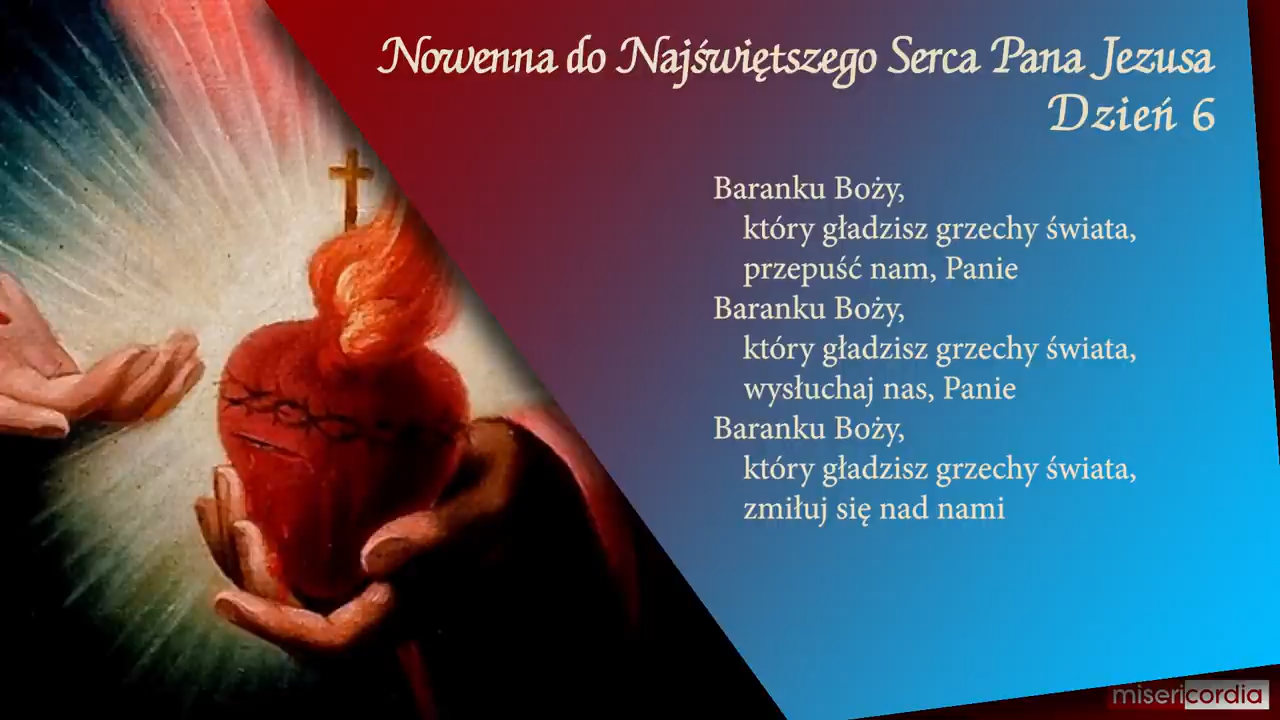 Nowenna do Najświętszego Serca Pana Jezusa
Dzień 6
Baranku Boży,
który gładzisz grzechy świata,
przepuść nam, Panie
Baranku Boży,
który gładzisz grzechy świata,
wysłuchaj nas, Panie
Baranku Boży,
który gładzisz grzechy świata,
zmiłuj się nad nami
misericordia